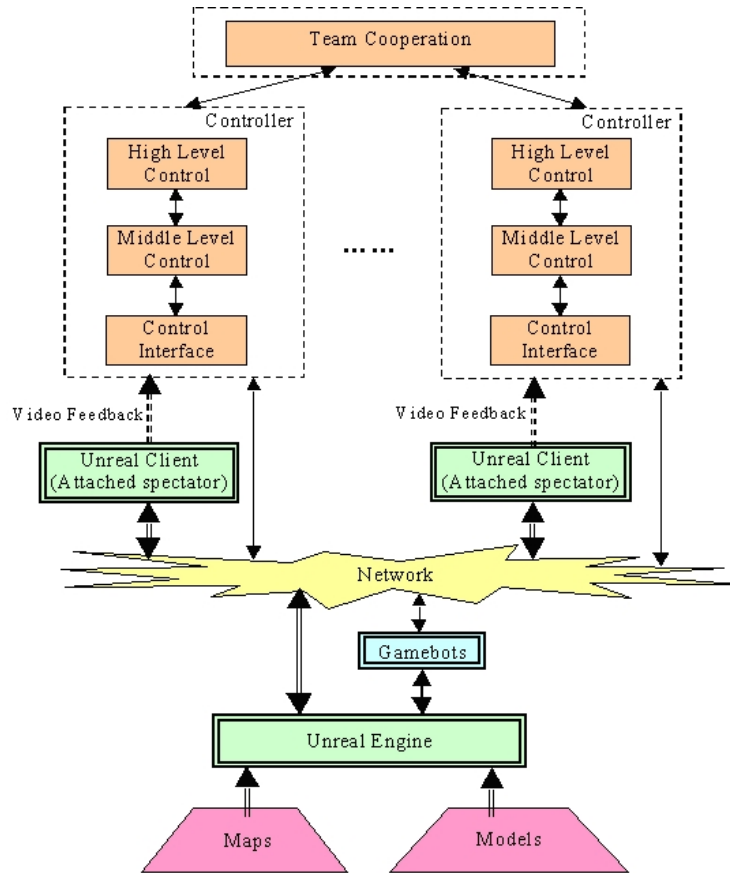 Team Cooperation
Controller
High Level
Control
Middle Level
Control
Control
Interface
Controller
High Level
Control
Middle Level
Control
Control
Interface
... ...
Video Feedback
Unreal Client
(Attached spectator)
Video Feedback
Unreal Client
(Attached spectator)
Network
Gamebots
Unreal Engine
Maps
Models